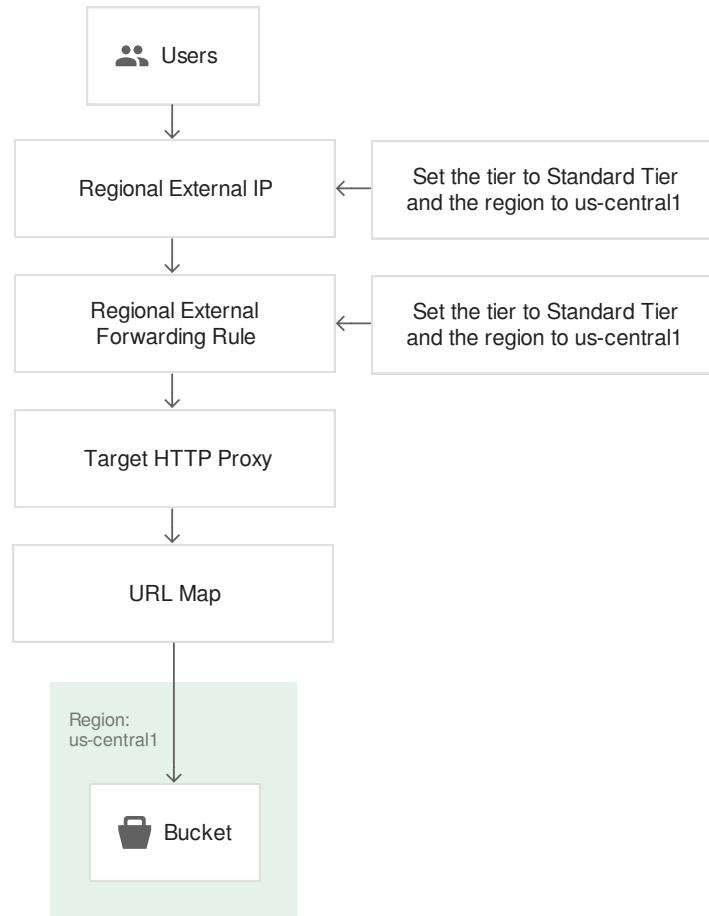 Users
Regional External IP
Set the tier to Standard Tier
and the region to us-central1
Regional External
Forwarding Rule
Set the tier to Standard Tier
and the region to us-central1
Target HTTP Proxy
URL Map
Region:
us-central1
Bucket